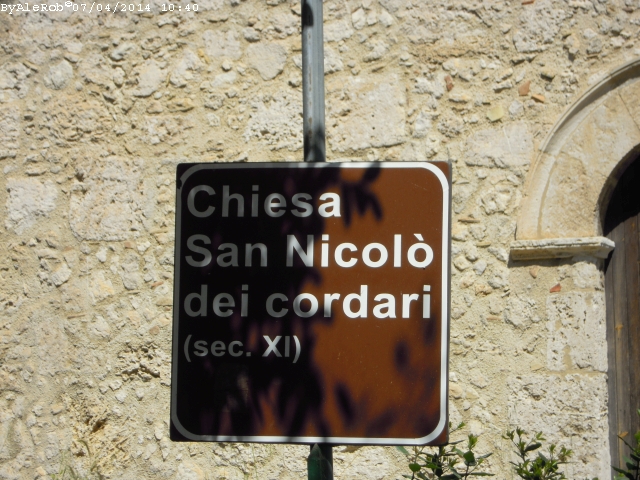 ByAleRob©07/04/2014 10:40
Chiesa
San Nicolò
dei cordari
(sec. XI)